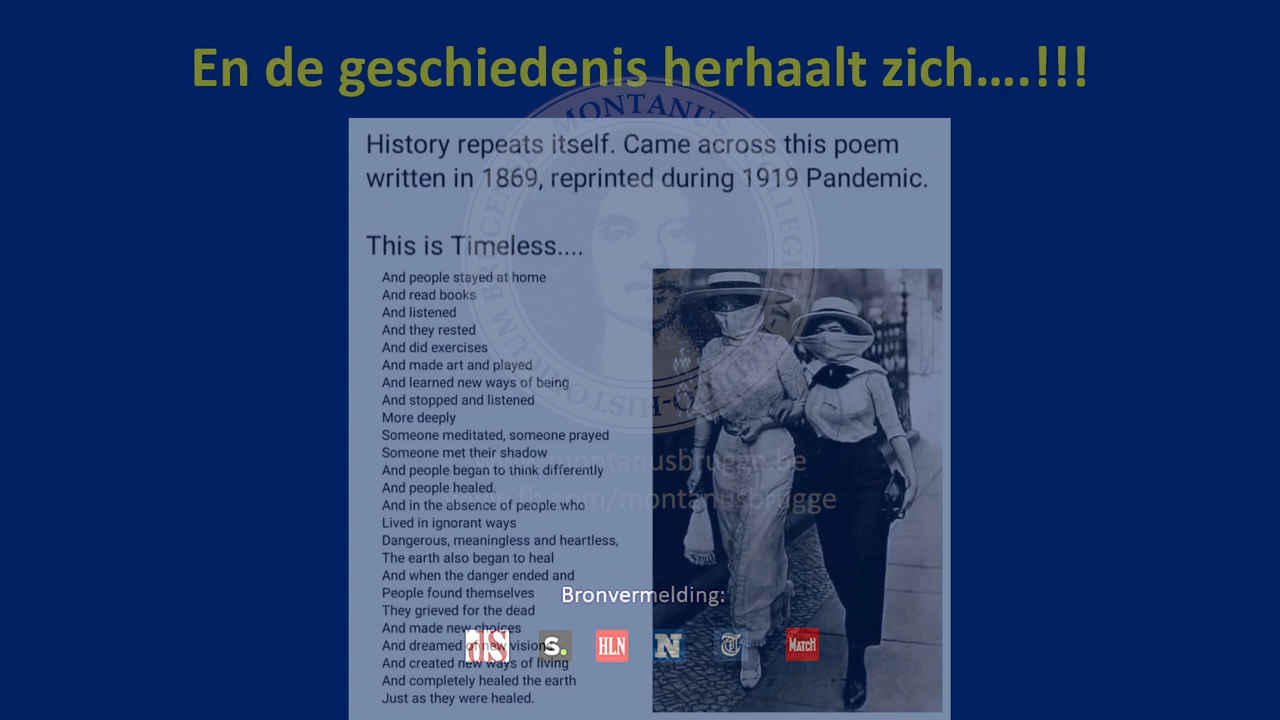 En de geschiedenis herhaalt zich….!!!
MONTANUS
History repeats itself. Came across this poem
written in 1869, reprinted during 1919 Pandemic.
This is Timeless....
And people stayed at home
And read books
And listened
And they rested
And did exercises
And made art and played
And learned new ways of being
And stopped and listened
More deeply
Someone meditated, someone prayed
Someone met their shadow
And people began to think differently
And people healed.
And in the absence of people who
Lived in ignorant ways
Dangerous, meaningless and heartless,
The earth also began to heal
And when the danger ended and
People found themselves
They grieved for the dead
And made new choices
And dreamed of new visions
And created new ways of living
And completely healed the earth
Just as they were healed.
montanusbrugge.be
fb.com/montanusbrugge
Bronvermelding:
s.
HLN
N
MATCH